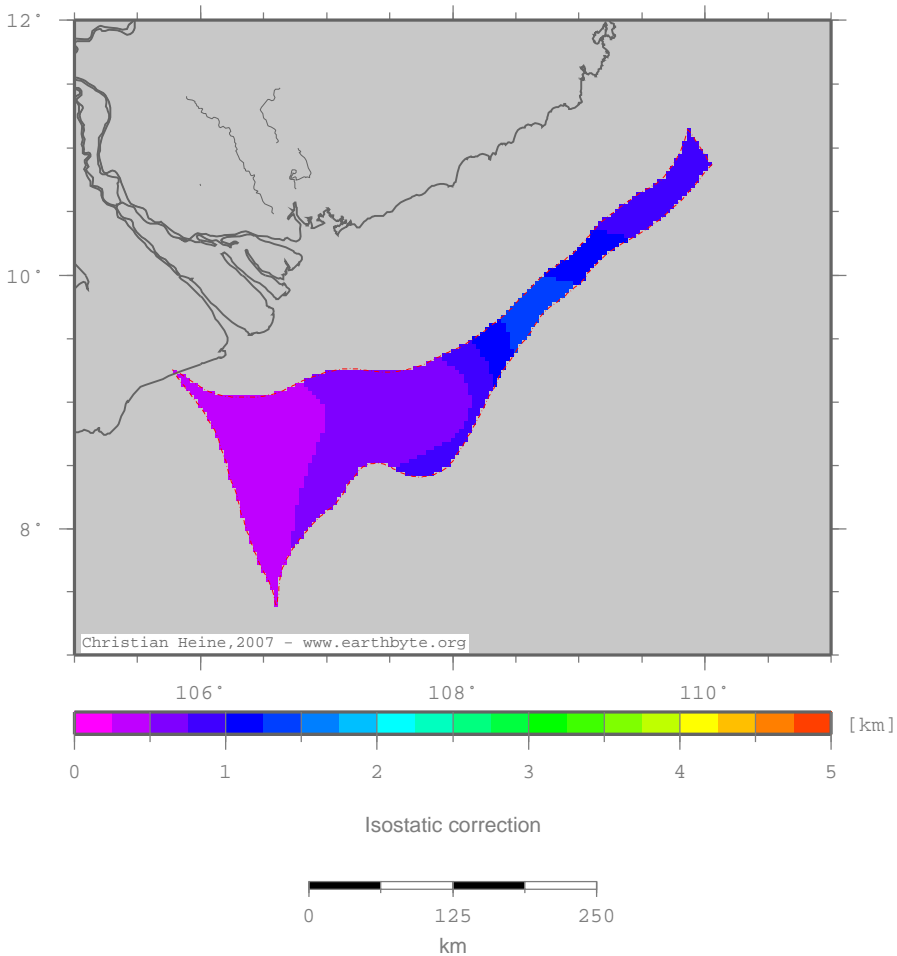 12°
10°
8°
Christian Heine,2007 - www.earthbyte.org
106° 108° 110°
[km]
0 1 2 3 4 5
Isostatic correction
0 125 250
km